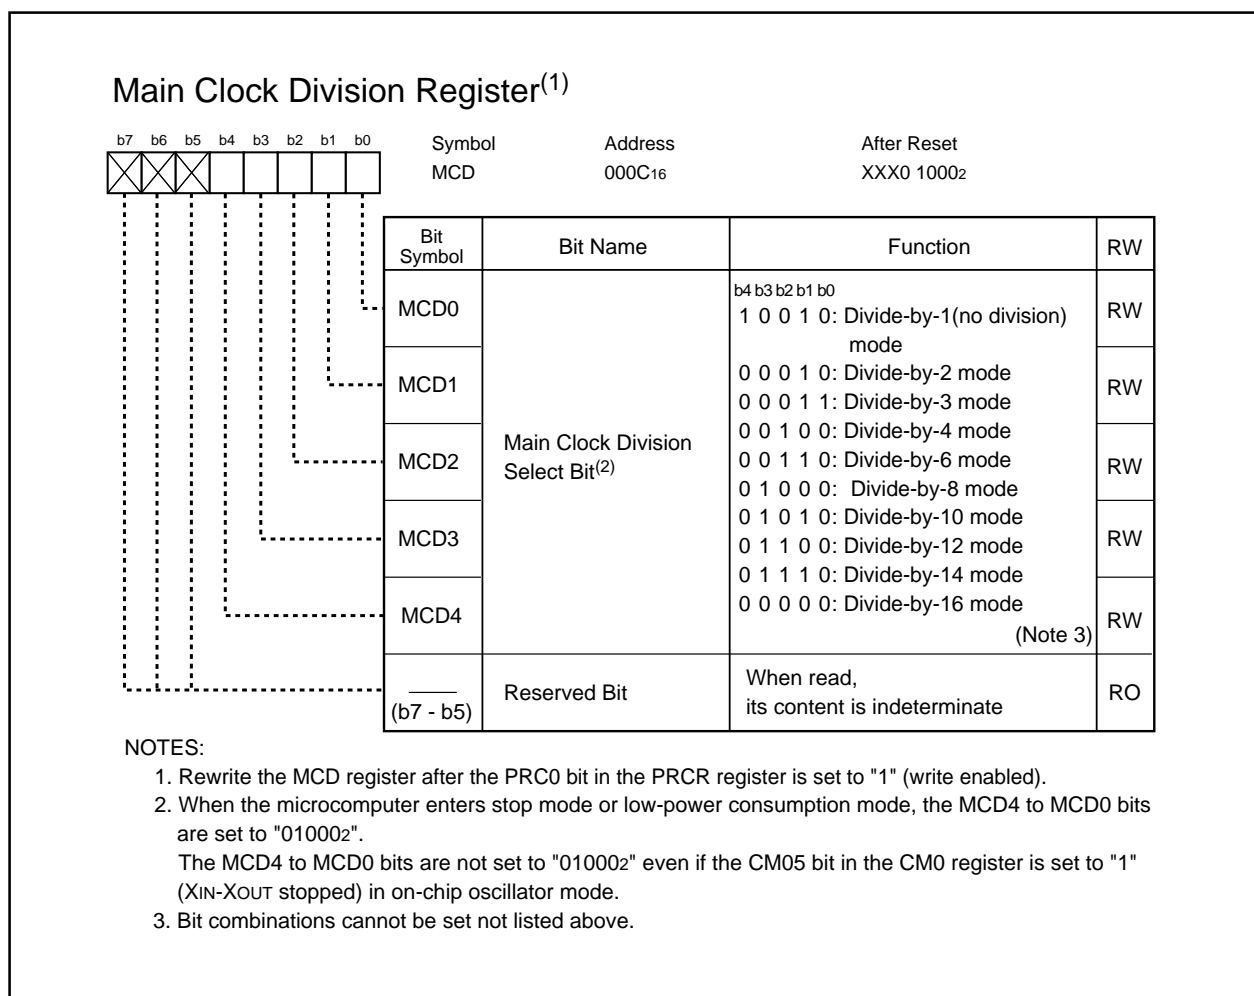 Main Clock Division Register(1)
b7 b6 b5 b4 b3 b2 b1 b0
Symbol Address After Reset
MCD 000C16 XXX0 10002
Bit Symbol Bit Name Function RW
b4 b3 b2 b1 b0
MCD0 1 0 0 1 0: Divide-by-1(no division) RW
mode
0 0 0 1 0: Divide-by-2 mode
MCD1 RW
0 0 0 1 1: Divide-by-3 mode
0 0 1 0 0: Divide-by-4 mode
Main Clock Division
MCD2 0 0 1 1 0: Divide-by-6 mode RW
Select Bit(2)
0 1 0 0 0: Divide-by-8 mode
0 1 0 1 0: Divide-by-10 mode
MCD3 RW
0 1 1 0 0: Divide-by-12 mode
0 1 1 1 0: Divide-by-14 mode
0 0 0 0 0: Divide-by-16 mode
MCD4 RW
(Note 3)
When read,
Reserved Bit RO
(b7 - b5) its content is indeterminate
NOTES:
1. Rewrite the MCD register after the PRC0 bit in the PRCR register is set to "1" (write enabled).
2. When the microcomputer enters stop mode or low-power consumption mode, the MCD4 to MCD0 bits
are set to "010002".
The MCD4 to MCD0 bits are not set to "010002" even if the CM05 bit in the CM0 register is set to "1"
(XIN-XOUT stopped) in on-chip oscillator mode.
3. Bit combinations cannot be set not listed above.